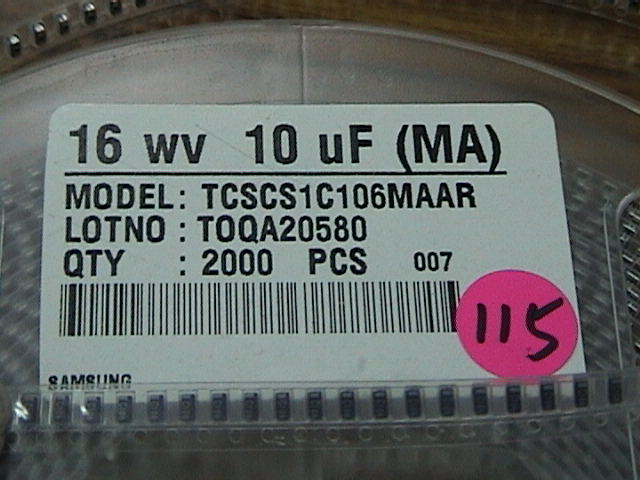 16 wv 10 uF (MA)
MODEL: TCSCS1C106MAAR
LOTNO : TOQA20580
QTY : 2000 PCS 007
115
SAMSUNG